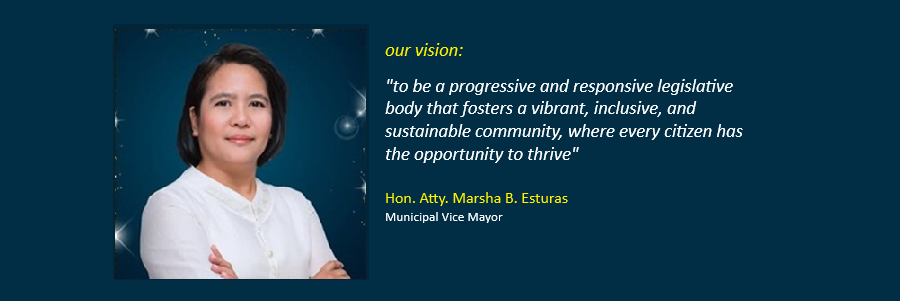 our vision:
"to be a progressive and responsive legislative
body that fosters a vibrant, inclusive, and
sustainable community, where every citizen has
the opportunity to thrive"
Hon. Atty. Marsha B. Esturas
Municipal Vice Mayor